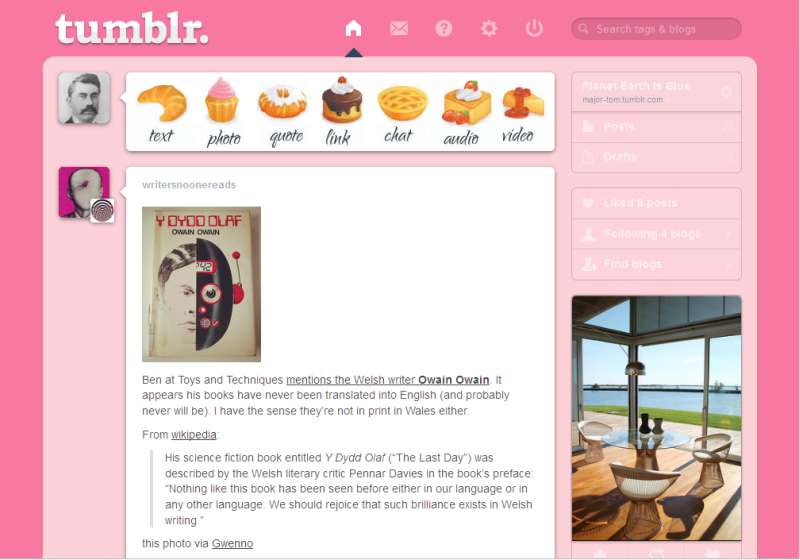 tumblr.
Search tags & blogs
text photo quote link chat audio video
Planet Earth Is Blue
major-tom.tumblr.com
Posts
Drafts
writersnoonereads
Liked 8 posts
Following 4 blogs
Find blogs
Y DYDD OLAF
OWAIN OWAIN
Ben at Toys and Techniques mentions the Welsh writer Owain Owain. It
appears his books have never been translated into English (and probably
never will be). I have the sense they're not in print in Wales either.
From wikipedia:
His science fiction book entitled Y Dydd Olaf (“The Last Day”) was
described by the Welsh literary critic Pennar Davies in the book's preface:
“Nothing like this book has been seen before either in our language or in
any other language. We should rejoice that such brilliance exists in Welsh
writing.”
this photo via Gwenno